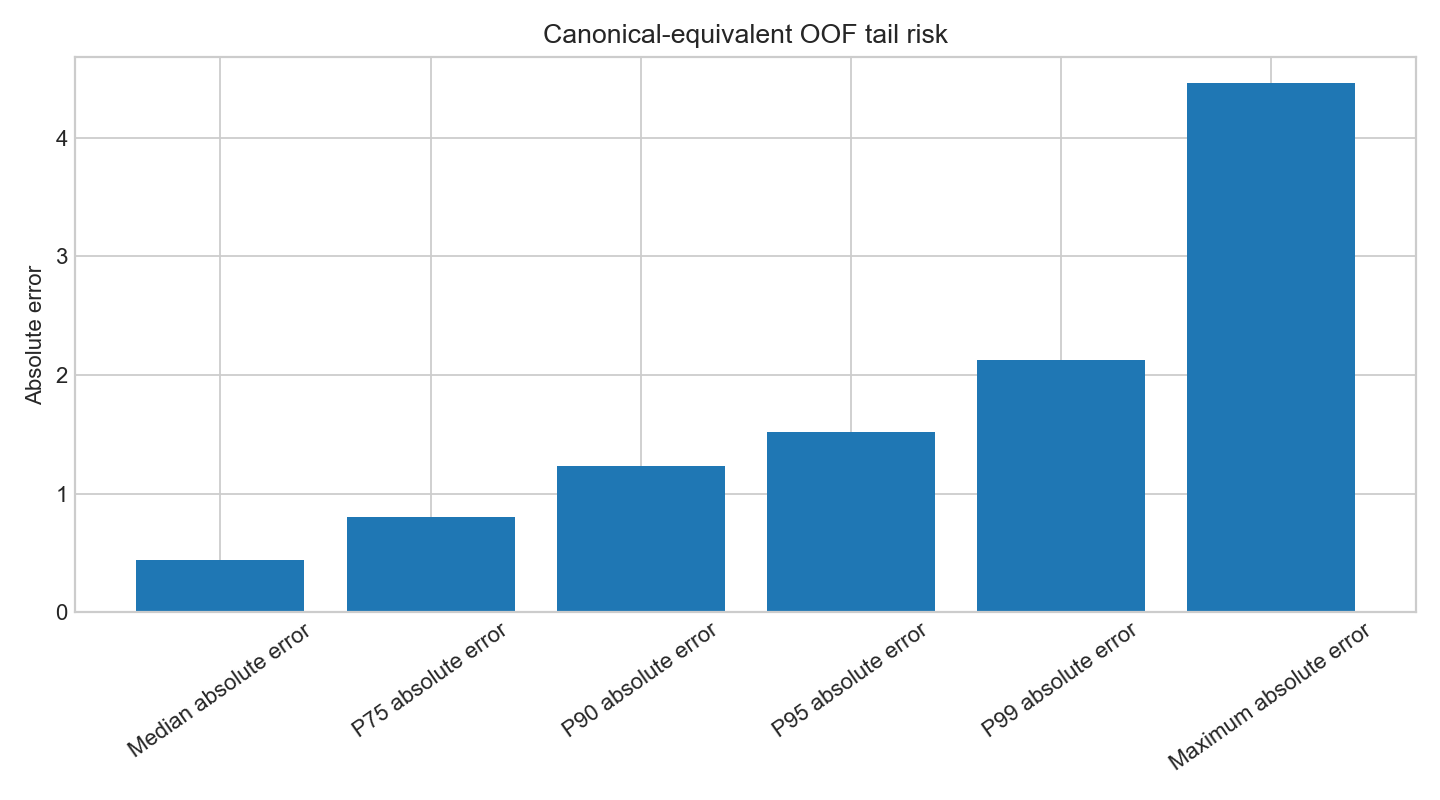 Canonical-equivalent OOF tail risk
Absolute error
4
3
2
1
0
Median absolute error
P75 absolute error
P90 absolute error
P95 absolute error
P99 absolute error
Maximum absolute error